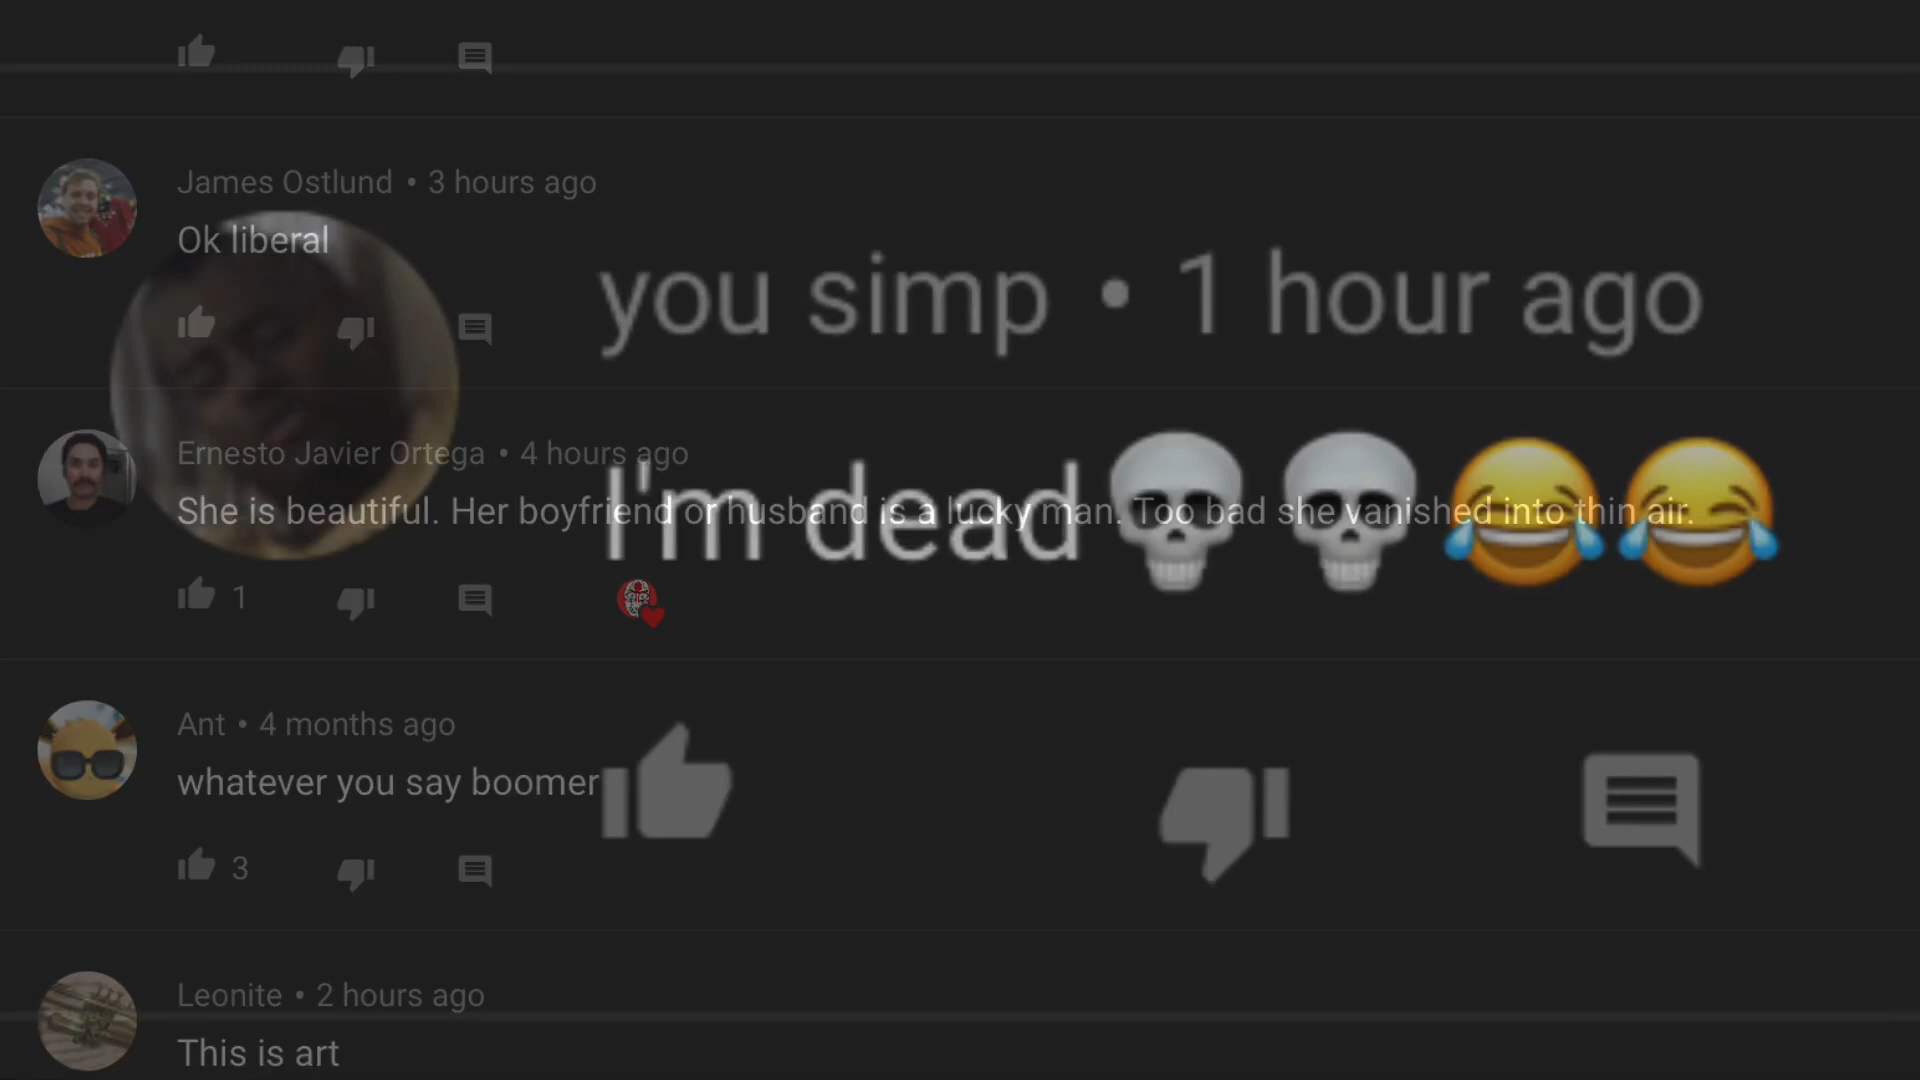 James Ostlund • 3 hours ago
Ok liberal
you simp • 1 hour ago
I'm dead💀💀😂😂
Ernesto Javier Ortega • 4 hours ago
She is beautiful. Her boyfriend or husband is a lucky man. Too bad she vanished into thin air.
1
Ant • 4 months ago
whatever you say boomer
3
Leonite • 2 hours ago
This is art